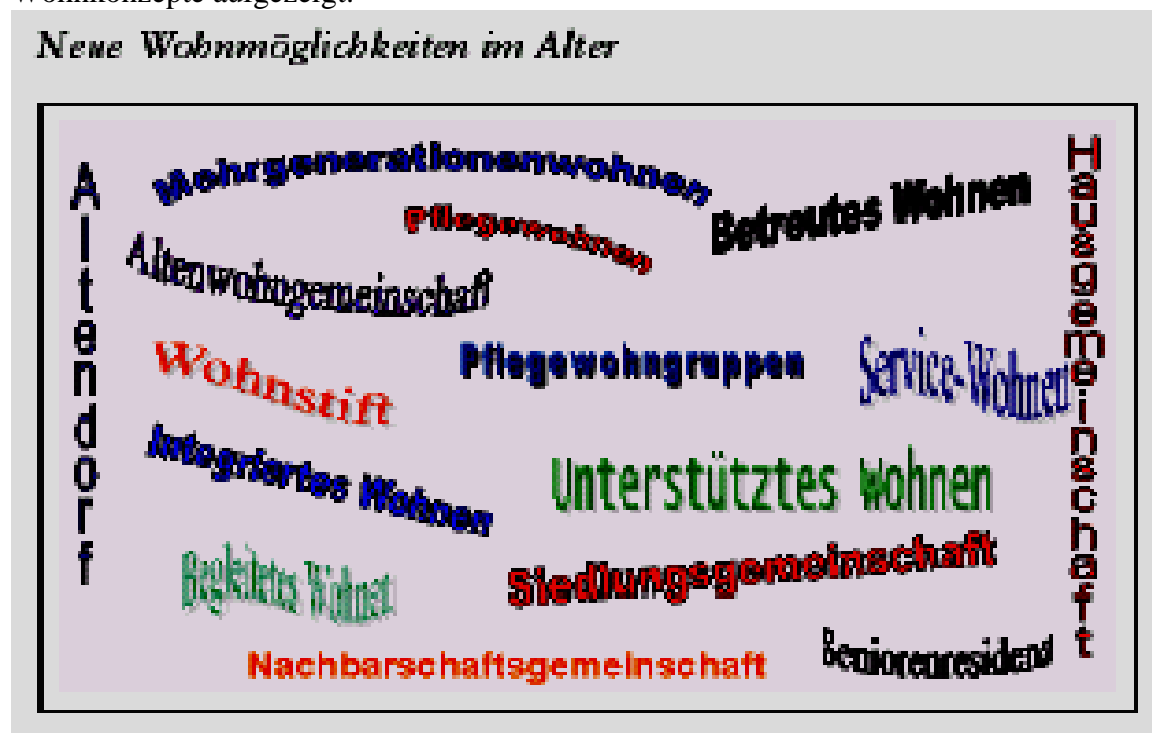 Wohnkonzepte aufgezeigt.
Neue Wohnmöglichkeiten im Alter
Altendorf
Mehrgenerationenwohnen
Pflegewohnen
Betreutes Wohnen
Hausgemeinschaft
Altenwohngemeinschaft
Wohnstift
Pflegewohngruppen
Service-Wohnen
Integriertes Wohnen
Unterstütztes Wohnen
Begleitetes Wohnen
Siedlungsgemeinschaft
Nachbarschaftsgemeinschaft
Seniorenresidenz